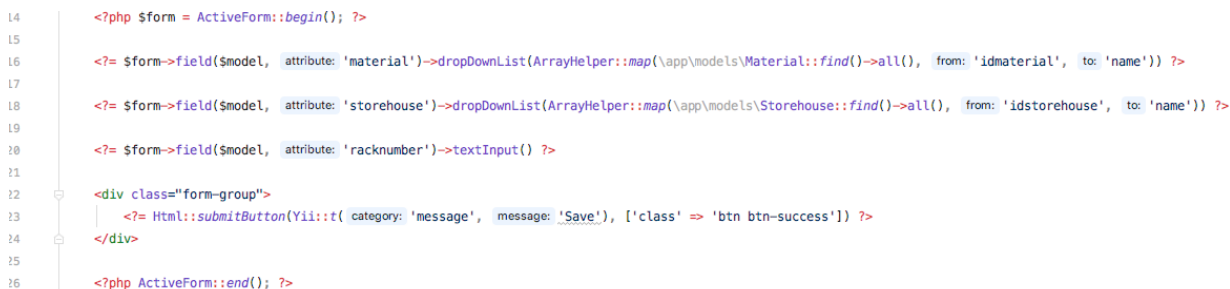 14 <?php $form = ActiveForm::begin(); ?>
15
16 <?= $form->field($model, attribute: 'material')->dropDownList(ArrayHelper::map(\app\models\Material::find()->all(), from: 'idmaterial', to: 'name')) ?>
17
18 <?= $form->field($model, attribute: 'storehouse')->dropDownList(ArrayHelper::map(\app\models\Storehouse::find()->all(), from: 'idstorehouse', to: 'name')) ?>
19
20 <?= $form->field($model, attribute: 'racknumber')->textInput() ?>
21
22 <div class="form-group">
23 <?= Html::submitButton(Yii::t( category: 'message', message: 'Save'), ['class' => 'btn btn-success']) ?>
24 </div>
25
26 <?php ActiveForm::end(); ?>